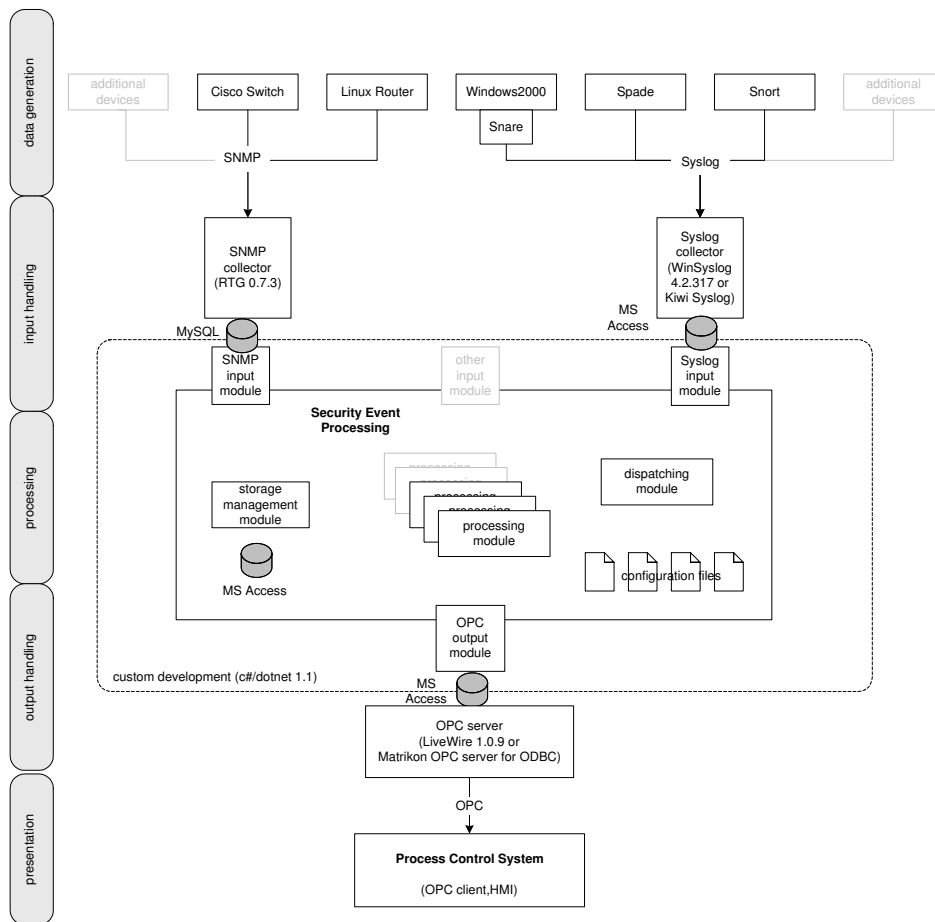 data generation
additional
devices
Cisco Switch
Linux Router
Windows2000
Snare
Spade
Snort
additional
devices
SNMP
Syslog
input handling
SNMP
collector
(RTG 0.7.3)
Syslog
collector
(WinSyslog
4.2.317 or
Kiwi Syslog)
MySQL
MS
Access
SNMP
input
module
other
input
module
Syslog
input
module
processing
Security Event
Processing
storage
management
module
MS Access
processing
processing
processing
processing
processing
module
dispatching
module
configuration files
output handling
OPC
output
module
custom development (c#/dotnet 1.1)
MS
Access
OPC server
(LiveWire 1.0.9 or
Matrikon OPC server for ODBC)
OPC
presentation
Process Control System
(OPC client,HMI)